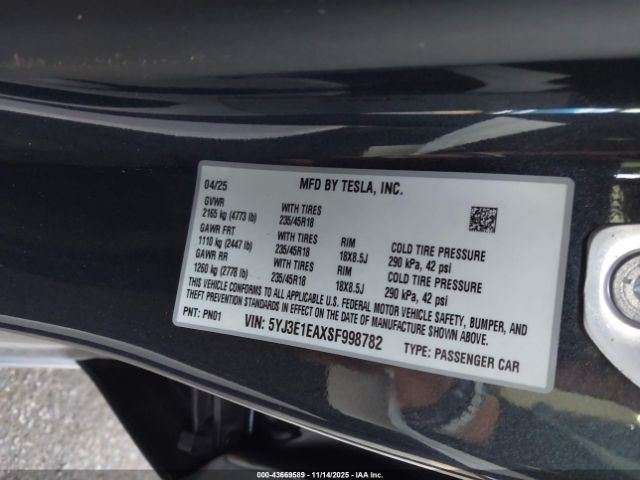 04/25 MFD BY TESLA, INC.
GVWR WITH TIRES
2165 kg (4773 lb) 235/45R18
GAWR FRT WITH TIRES RIM COLD TIRE PRESSURE
1110 kg (2447 lb) 235/45R18 18X8.5J 290 kPa, 42 psi
GAWR RR WITH TIRES RIM COLD TIRE PRESSURE
1260 kg (2778 lb) 235/45R18 18X8.5J 290 kPa, 42 psi
THIS VEHICLE CONFORMS TO ALL APPLICABLE U.S. FEDERAL MOTOR VEHICLE SAFETY, BUMPER, AND
THEFT PREVENTION STANDARDS IN EFFECT ON THE DATE OF MANUFACTURE SHOWN ABOVE.
PNT: PN01 VIN: 5YJ3E1EAXSF998782 TYPE: PASSENGER CAR
000-43669589 | 11/14/2025 | IAA Inc.